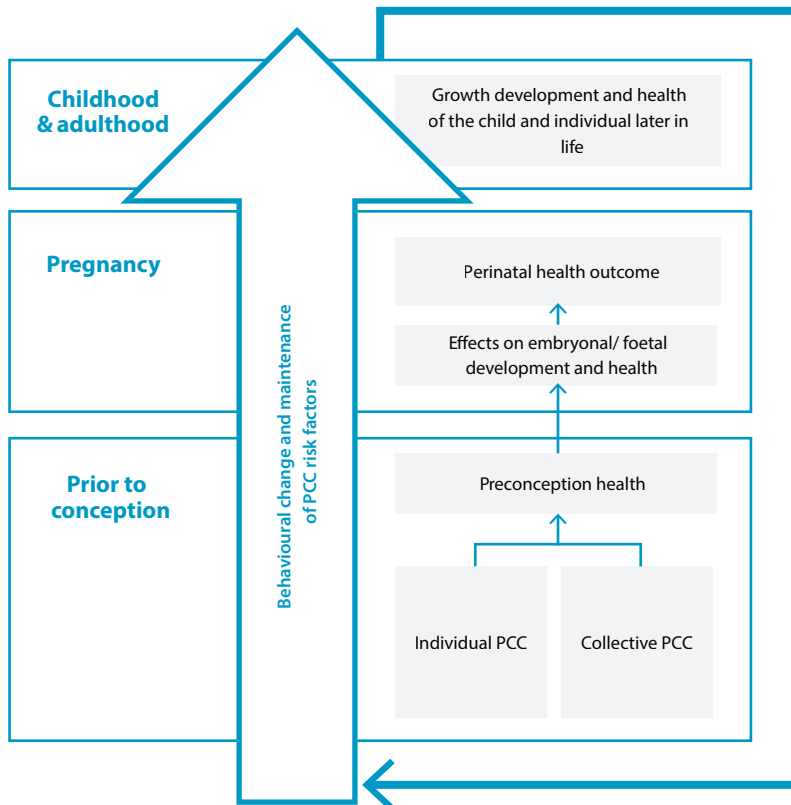 Childhood
& adulthood
Growth development and health
of the child and individual later in
life
Pregnancy
Perinatal health outcome
Effects on embryonal/ foetal
development and health
Behavioural change and maintenance
of PCC risk factors
Prior to
conception
Preconception health
Individual PCC
Collective PCC